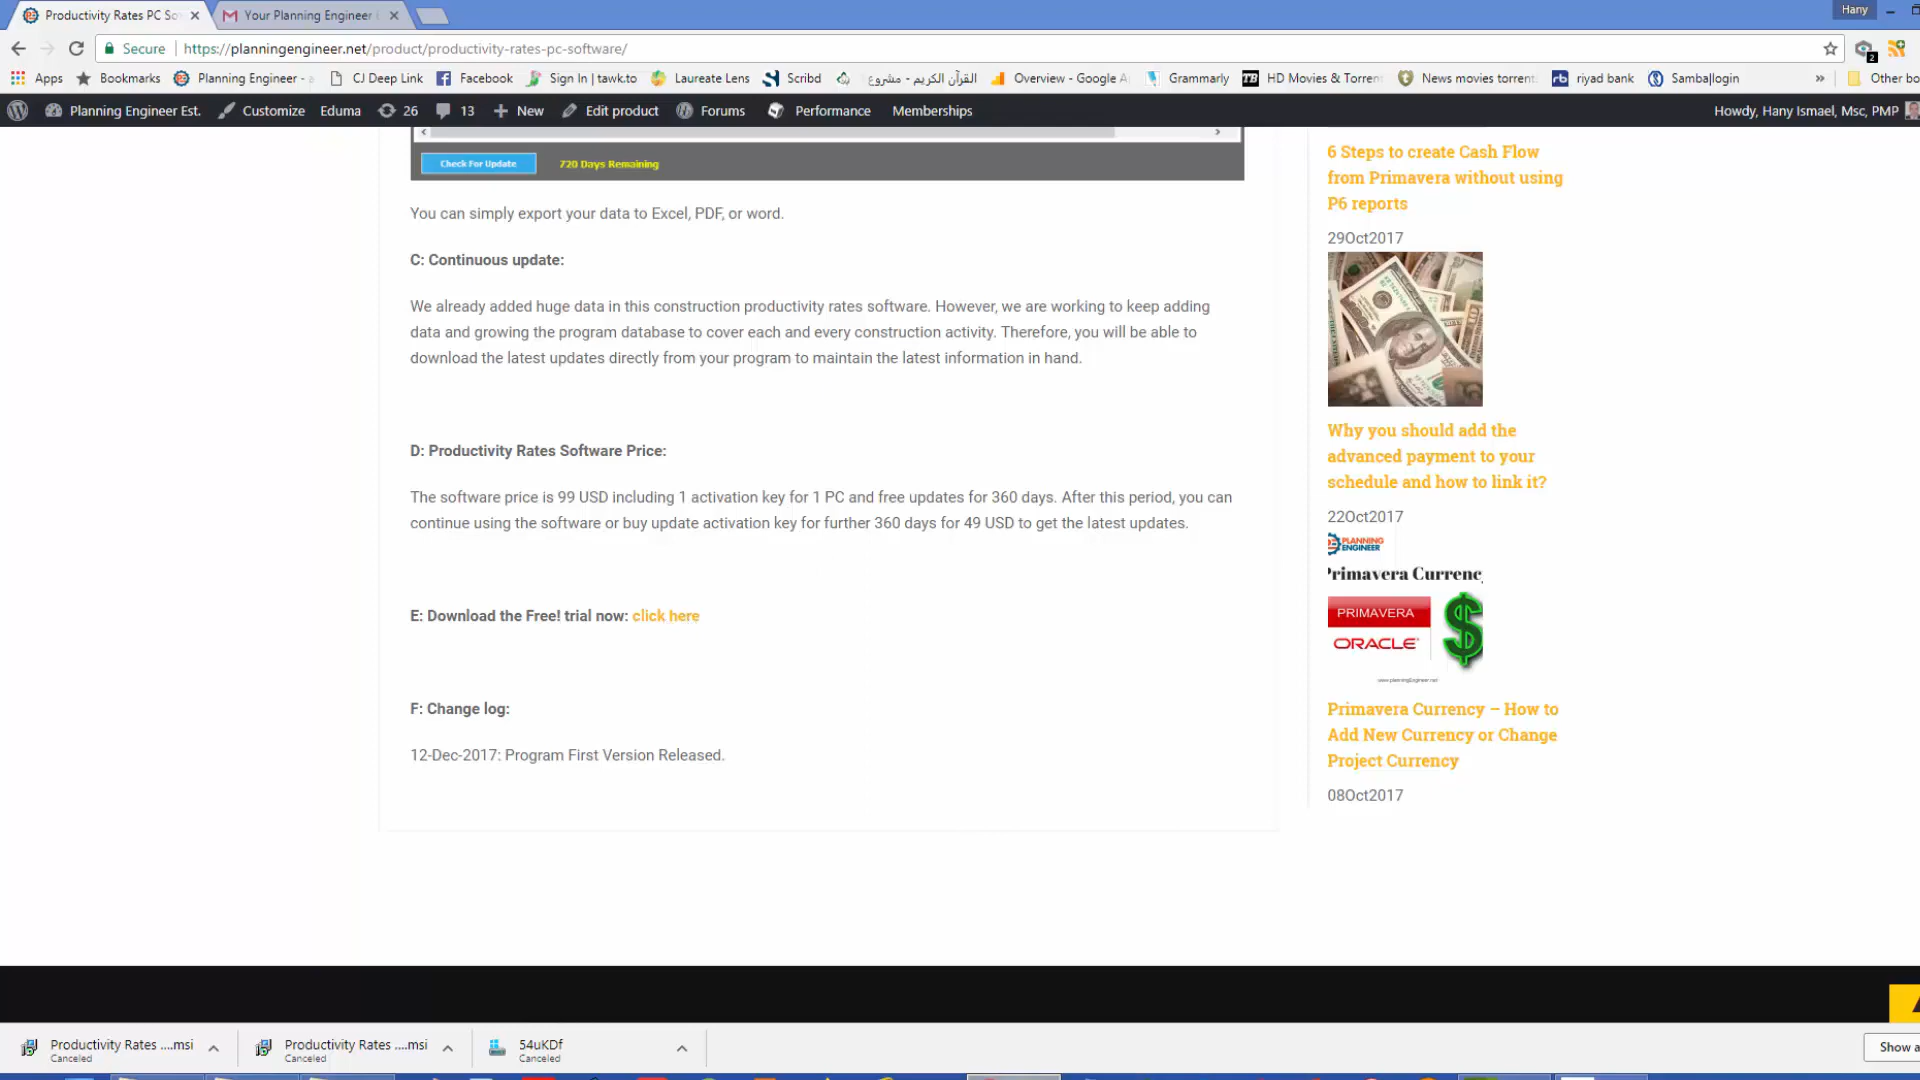 Productivity Rates PC So
Your Planning Engineer
Hany
Secure
https://planningengineer.net/product/productivity-rates-pc-software/
2
Apps
Bookmarks
Planning Engineer - a
CJ Deep Link
Facebook
Sign In | tawk.to
Laureate Lens
Scribd
القرآن الكريم - مشروع
Overview - Google A
Grammarly
TB
HD Movies & Torren
News movies torrent
rb
riyad bank
Samba|login
»
Other bo
Planning Engineer Est.
Customize
Eduma
26
13
New
Edit product
Forums
Performance
Memberships
Howdy, Hany Ismael, Msc, PMP
Check For Update
720 Days Remaining
You can simply export your data to Excel, PDF, or word.
C: Continuous update:
We already added huge data in this construction productivity rates software. However, we are working to keep adding
data and growing the program database to cover each and every construction activity. Therefore, you will be able to
download the latest updates directly from your program to maintain the latest information in hand.
D: Productivity Rates Software Price:
The software price is 99 USD including 1 activation key for 1 PC and free updates for 360 days. After this period, you can
continue using the software or buy update activation key for further 360 days for 49 USD to get the latest updates.
E: Download the Free! trial now: click here
F: Change log:
12-Dec-2017: Program First Version Released.
6 Steps to create Cash Flow
from Primavera without using
P6 reports
29Oct2017
Why you should add the
advanced payment to your
schedule and how to link it?
22Oct2017
PLANNING
ENGINEER
Primavera Currenc
PRIMAVERA
ORACLE
$
www.planningEngineer.net
Primavera Currency – How to
Add New Currency or Change
Project Currency
08Oct2017
Productivity Rates ....msi
Canceled
Productivity Rates ....msi
Canceled
54uKDf
Canceled
Show a